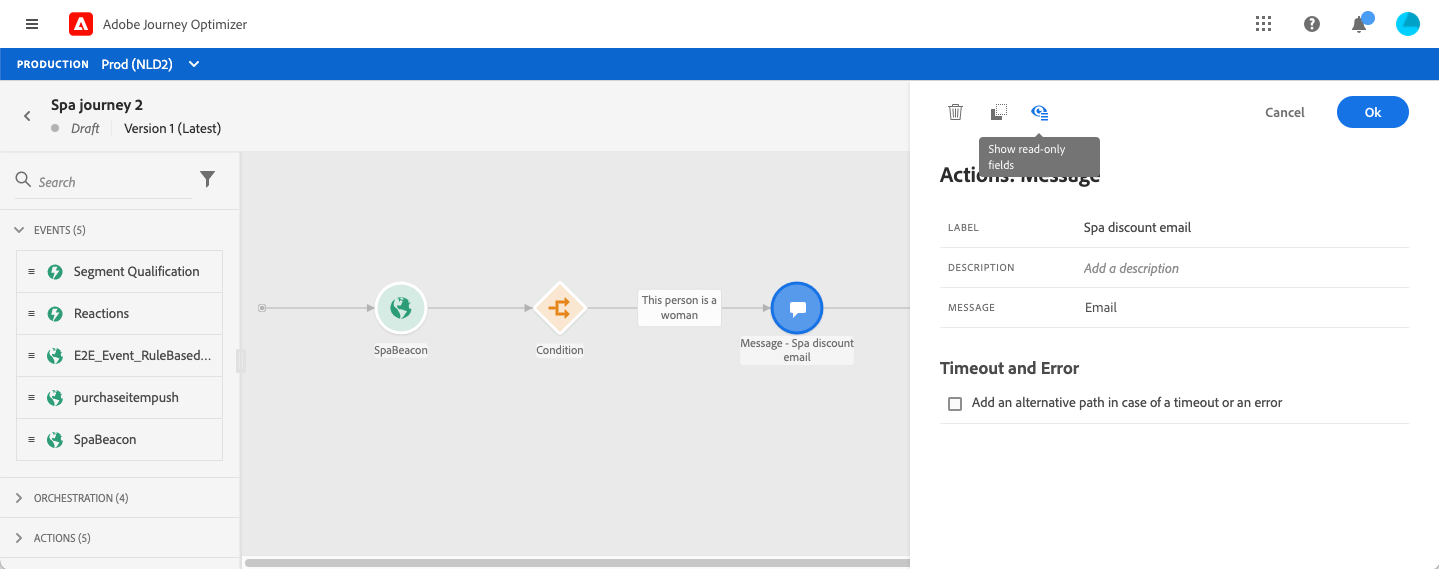 Adobe Journey Optimizer
PRODUCTION Prod (NLD2)
Spa journey 2
Draft Version 1 (Latest)
Cancel
Ok
Show read-only
fields
Actions: Message
Search
EVENTS (5)
Segment Qualification
Reactions
E2E_Event_RuleBased...
purchaseitempush
SpaBeacon
ORCHESTRATION (4)
ACTIONS (5)
SpaBeacon
Condition
This person is a
woman
Message - Spa discount
email
LABEL Spa discount email
DESCRIPTION Add a description
MESSAGE Email
Timeout and Error
Add an alternative path in case of a timeout or an error